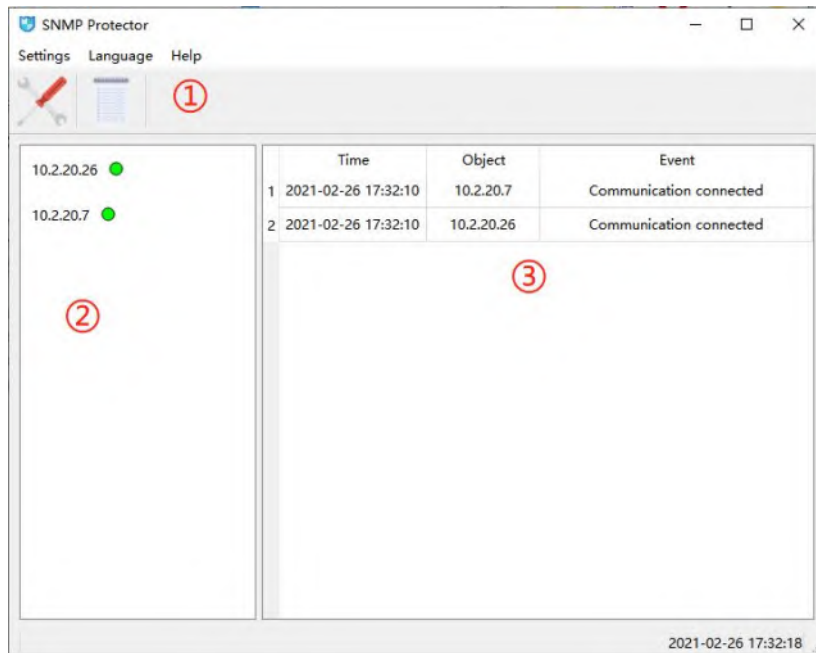 SNMP Protector
Settings Language Help
①
10.2.20.26
10.2.20.7
②
Time Object Event
1 2021-02-26 17:32:10 10.2.20.7 Communication connected
2 2021-02-26 17:32:10 10.2.20.26 Communication connected
③
2021-02-26 17:32:18